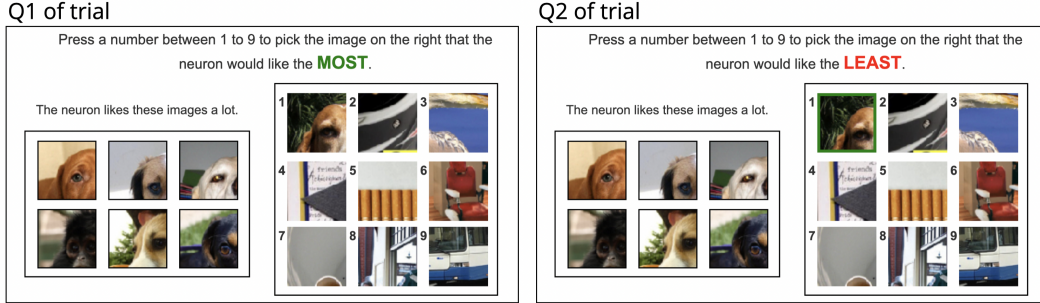 Q1 of trial
Press a number between 1 to 9 to pick the image on the right that the
neuron would like the MOST.
The neuron likes these images a lot.
1 2 3
4 5 6
7 8 9
Friends
Q2 of trial
Press a number between 1 to 9 to pick the image on the right that the
neuron would like the LEAST.
The neuron likes these images a lot.
1 2 3
4 5 6
7 8 9
Friends